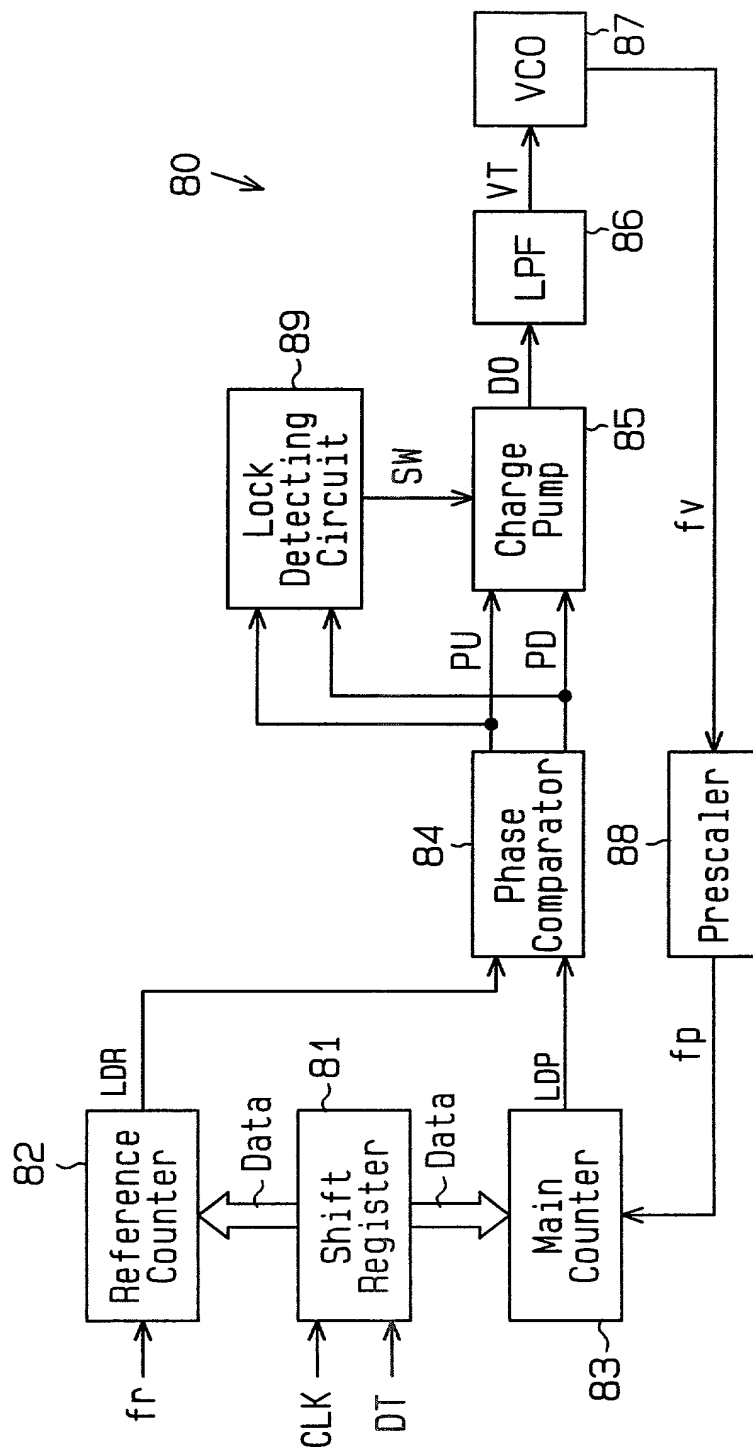 80
fr
82
Reference
Counter
LDR
Data
CLK
DT
81
Shift
Register
Data
83
Main
Counter
LDP
84
Phase
Comparator
PU
PD
89
Lock
Detecting
Circuit
SW
Charge
Pump
85
DO
LPF
86
VT
VCO
87
fv
88
Prescaler
fp